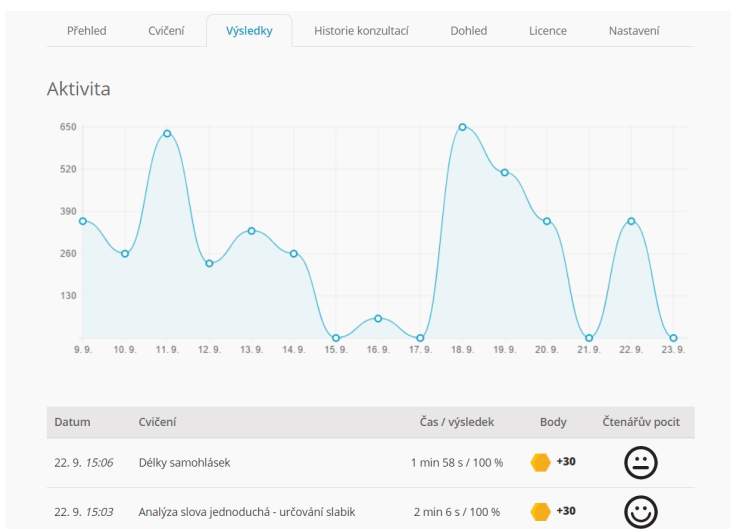 Přehled Cvičení Výsledky Historie konzultací Dohled Licence Nastavení
Aktivita
650
520
390
260
130
9. 9. 10. 9. 11. 9. 12. 9. 13. 9. 14. 9. 15. 9. 16. 9. 17. 9. 18. 9. 19. 9. 20. 9. 21. 9. 22. 9. 23. 9.
Datum Cvičení Čas / výsledek Body Čtenářův pocit
22. 9. 15:06 Délky samohlásek 1 min 58 s / 100 % +30
22. 9. 15:03 Analýza slova jednoduchá - určování slabik 2 min 6 s / 100 % +30